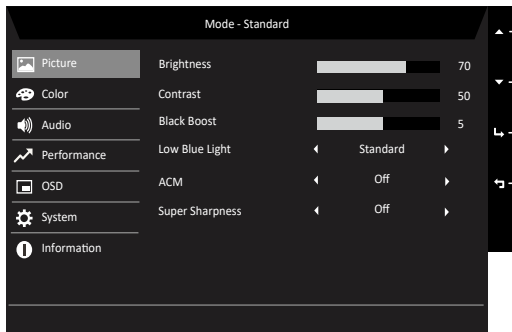 Mode - Standard
Picture
Brightness 70
Color
Contrast 50
Audio
Black Boost 5
Performance
Low Blue Light Standard
OSD
ACM Off
System
Super Sharpness Off
Information